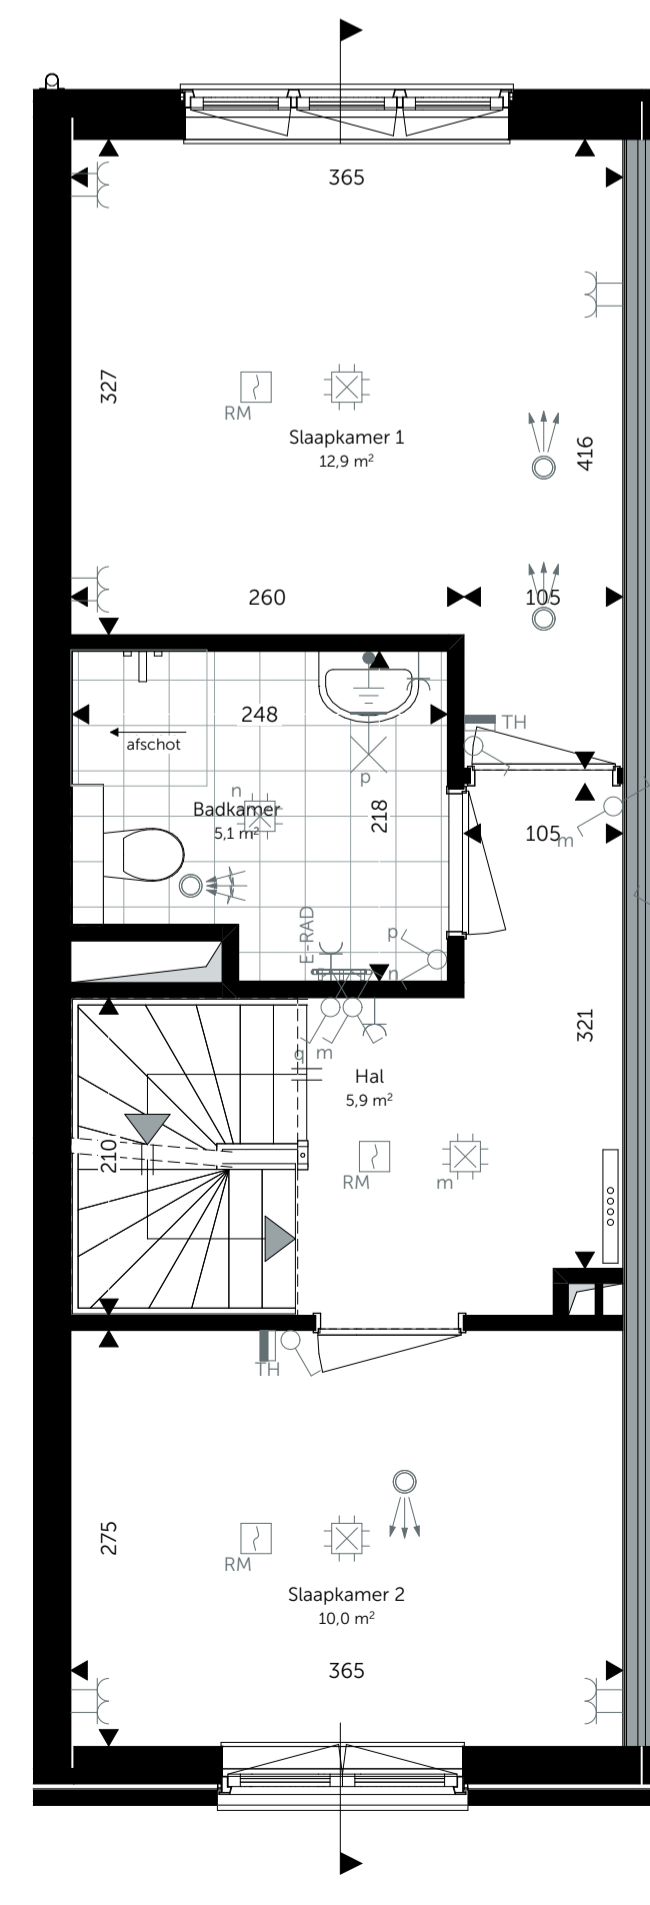 365
327
RM
Slaapkamer 1
12,9 m²
416
260
105
248
TH
afschot
p
n
Badkamer
5,1 m²
218
105
m
E-RAD
p
n
q
m
321
Hal
5,9 m²
210
RM
m
TH
275
RM
Slaapkamer 2
10,0 m²
365